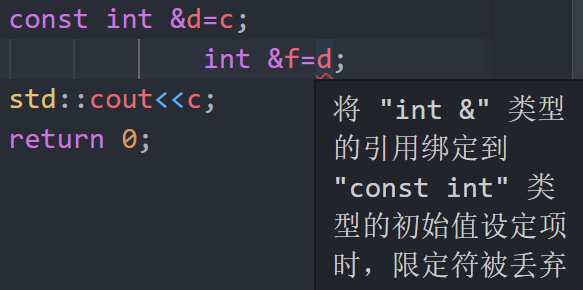 const int &d=c;
int &f=d;
std::cout<<c;
return 0;
将 "int &" 类型
的引用绑定到
"const int" 类
型的初始值设定项
时，限定符被丢弃